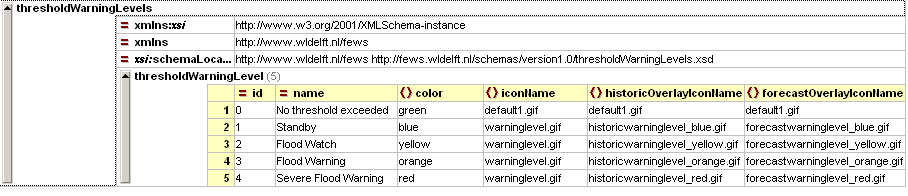 thresholdWarningLevels
= xmlns:xsi http://www.w3.org/2001/XMLSchema-instance
= xmlns http://www.wldelft.nl/fews
= xsi:schemaLoca... http://www.wldelft.nl/fews http://fews.wldelft.nl/schemas/version1.0/thresholdWarningLevels.xsd
thresholdWarningLevel (5)
= id = name () color () iconName () historicOverlayIconName () forecastOverlayIconName
1 0 No threshold exceeded green default1.gif default1.gif default1.gif
2 1 Standby blue warninglevel.gif historicwarninglevel_blue.gif forecastwarninglevel_blue.gif
3 2 Flood Watch yellow warninglevel.gif historicwarninglevel_yellow.gif forecastwarninglevel_yellow.gif
4 3 Flood Warning orange warninglevel.gif historicwarninglevel_orange.gif forecastwarninglevel_orange.gif
5 4 Severe Flood Warning red warninglevel.gif historicwarninglevel_red.gif forecastwarninglevel_red.gif